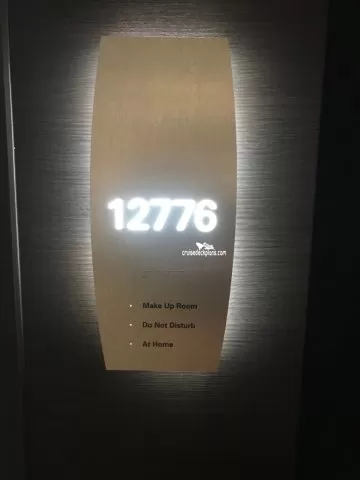 12776
cruisedeckplans.com
• Make Up Room
• Do Not Disturb
• At Home